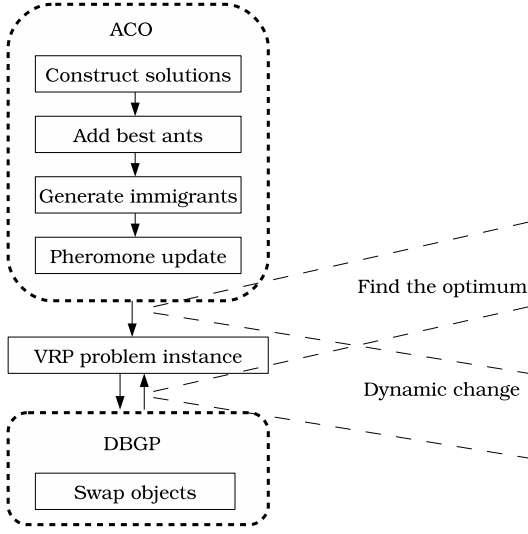 ACO
Construct solutions
Add best ants
Generate immigrants
Pheromone update
Find the optimum
VRP problem instance
Dynamic change
DBGP
Swap objects